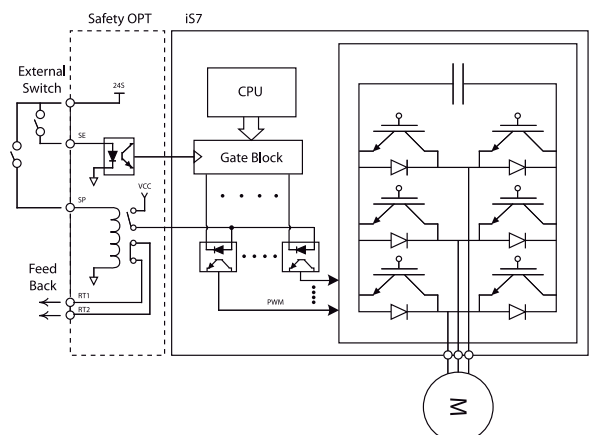 Safety OPT
iS7
External
Switch
24S
CPU
SE
Gate Block
VCC
SP
Feed
Back
RT1
RT2
PWM
M